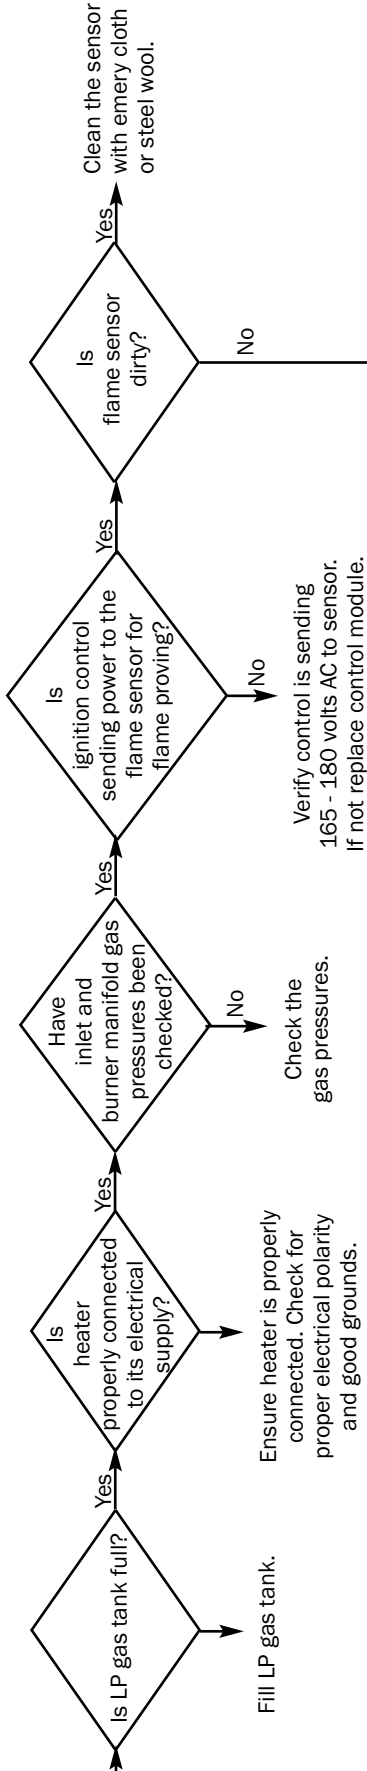 Is LP gas tank full?
Yes
Fill LP gas tank.
Is
heater
properly connected
to its electrical
supply?
Yes
Ensure heater is properly
connected. Check for
proper electrical polarity
and good grounds.
Have
inlet and
burner manifold gas
pressures been
checked?
Yes
No
Check the
gas pressures.
Is
ignition control
sending power to the
flame sensor for
flame proving?
Yes
No
Verify control is sending
165 - 180 volts AC to sensor.
If not replace control module.
Is
flame sensor
dirty?
Yes
No
Clean the sensor
with emery cloth
or steel wool.